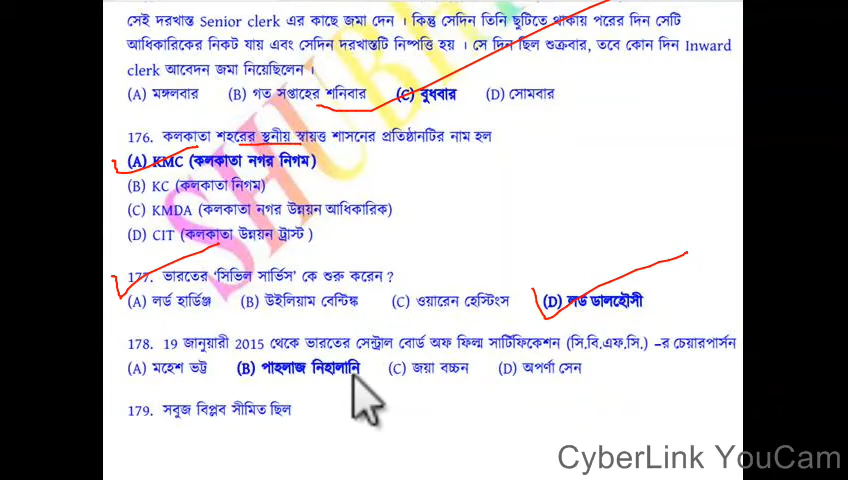 সেই দরখাস্ত Senior clerk এর কাছে জমা দেন । কিন্তু সেদিন তিনি ছুটিতে থাকায় পরের দিন সেটি
আধিকারিকের নিকট যায় এবং সেদিন দরখাস্তটি নিষ্পত্তি হয় । সে দিন ছিল শুক্রবার, তবে কোন দিন Inward
clerk আবেদন জমা নিয়েছিলেন ।
(A) মঙ্গলবার (B) গত সপ্তাহের শনিবার (C) বুধবার (D) সোমবার
176. কলকাতা শহরের স্থনীয় স্বায়ত্ত শাসনের প্রতিষ্ঠানটির নাম হল
(A) KMC (কলকাতা নগর নিগম)
(B) KC (কলকাতা নিগম)
(C) KMDA (কলকাতা নগর উন্নয়ন আধিকারিক)
(D) CIT (কলকাতা উন্নয়ন ট্রাস্ট )
177. ভারতের ‘সিভিল সার্ভিস’ কে শুরু করেন ?
(A) লর্ড হার্ডিঞ্জ (B) উইলিয়াম বেন্টিঙ্ক (C) ওয়ারেন হেস্টিংস (D) লর্ড ডালহৌসী
178. 19 জানুয়ারী 2015 থেকে ভারতের সেন্ট্রাল বোর্ড অফ ফিল্ম সার্টিফিকেশন (সি.বি.এফ.সি.) –র চেয়ারপার্সন
(A) মহেশ ভট্ট (B) পাহলাজ নিহালানি (C) জয়া বচ্চন (D) অপর্ণা সেন
179. সবুজ বিপ্লব সীমিত ছিল
SHUBH
CyberLink YouCam